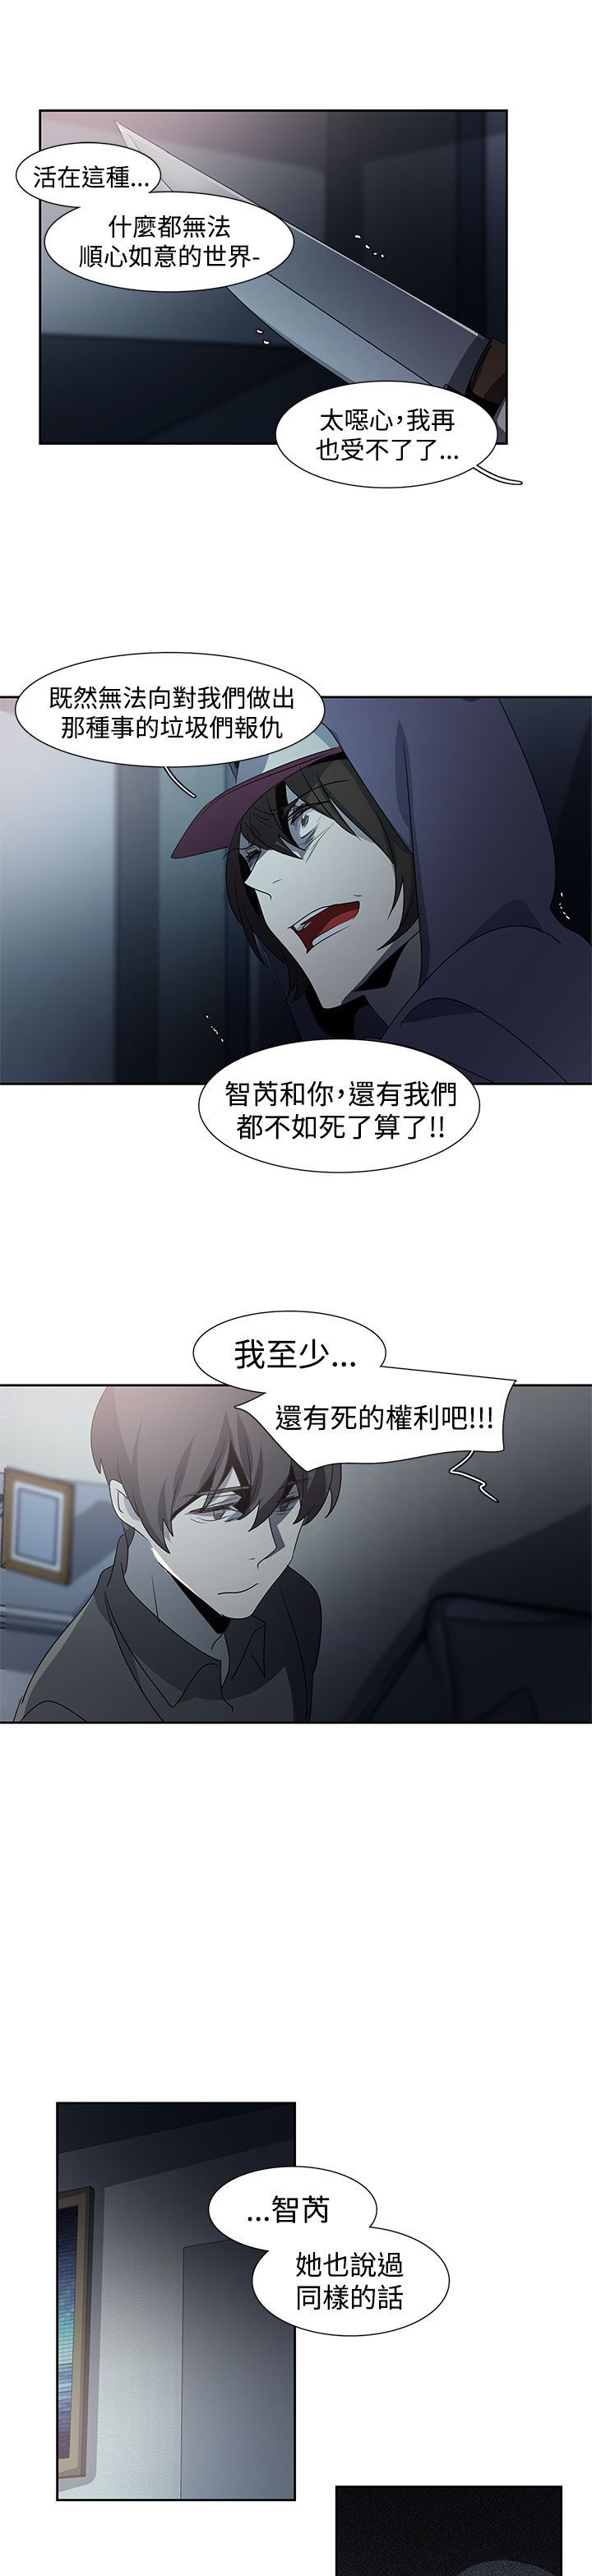 活在這種...
什麼都無法
順心如意的世界-
太噁心,我再
也受不了了...
既然無法向對我們做出
那種事的垃圾們報仇
智芮和你,還有我們
都不如死了算了!!
我至少...
還有死的權利吧!!!
...智芮
她也說過
同樣的話